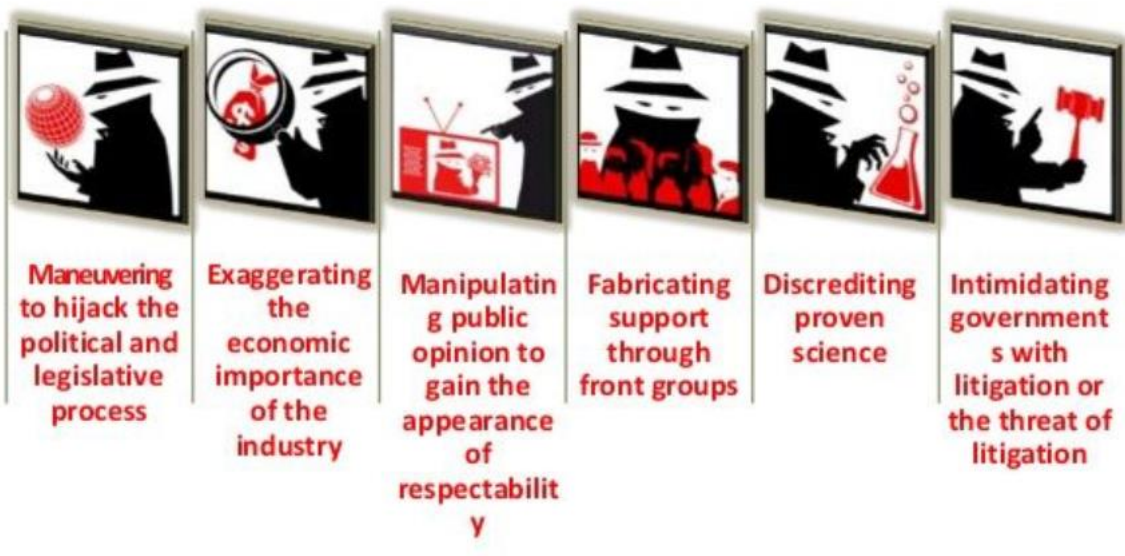 Maneuvering
to hijack the
political and
legislative
process
Exaggerating
the
economic
importance
of the
industry
Manipulatin
g public
opinion to
gain the
appearance
of
respectabilit
y
Fabricating
support
through
front groups
Discrediting
proven
science
Intimidating
government
s with
litigation or
the threat of
litigation